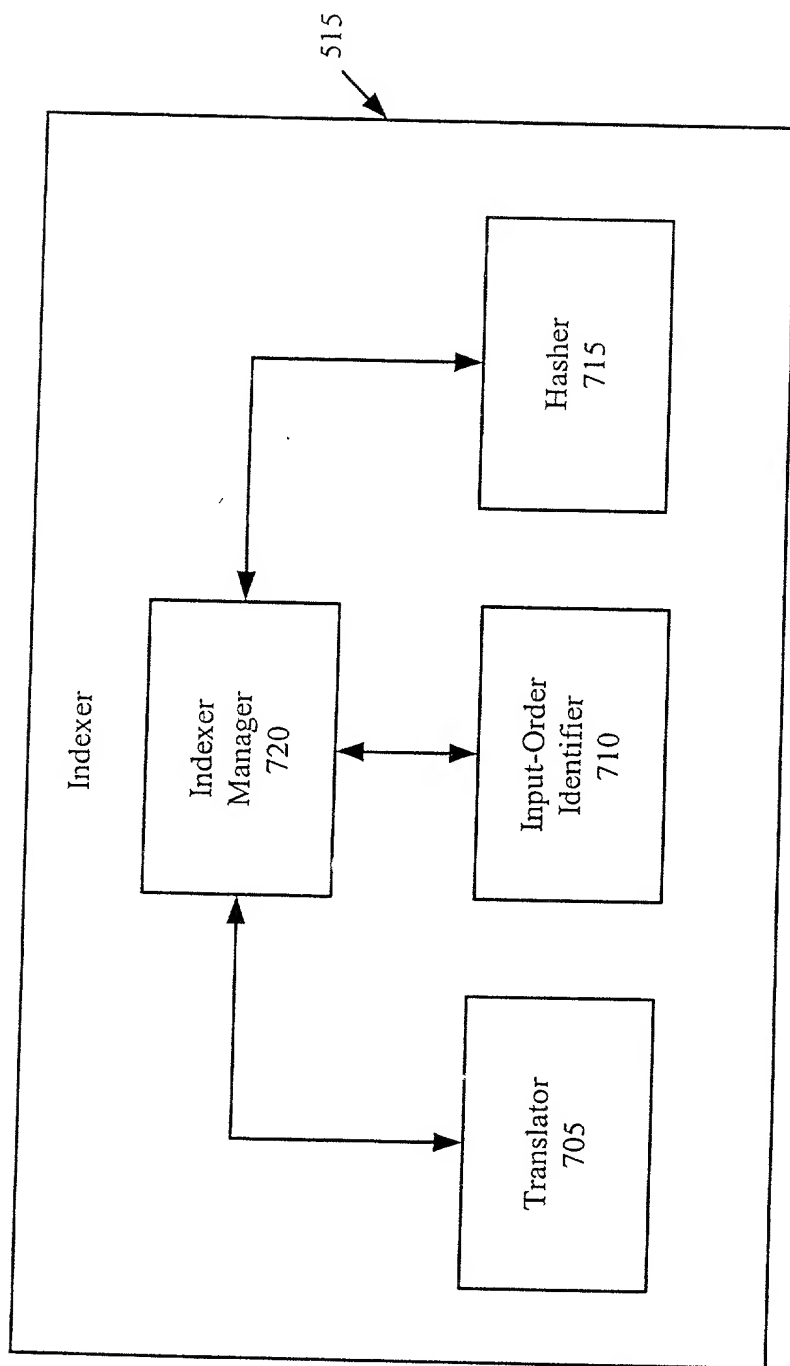 515
Indexer
Indexer
Manager
720
Translator
705
Input-Order
Identifier
710
Hasher
715